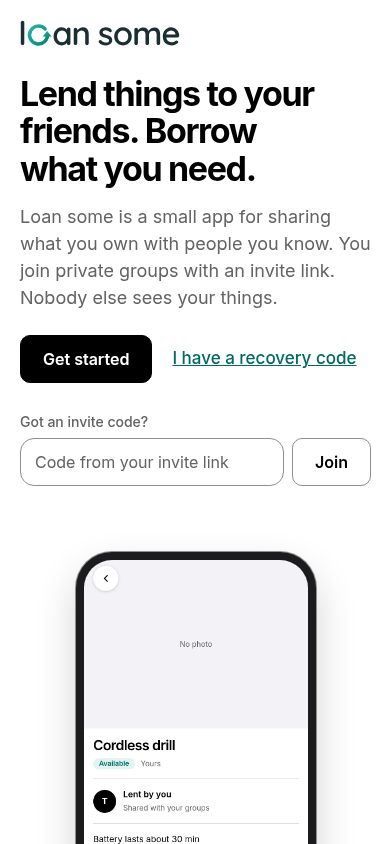 loan some
Lend things to your
friends. Borrow
what you need.
Loan some is a small app for sharing
what you own with people you know. You
join private groups with an invite link.
Nobody else sees your things.
Get started
I have a recovery code
Got an invite code?
Code from your invite link
Join
No photo
Cordless drill
Available
Yours
T
Lent by you
Shared with your groups
Battery lasts about 30 min